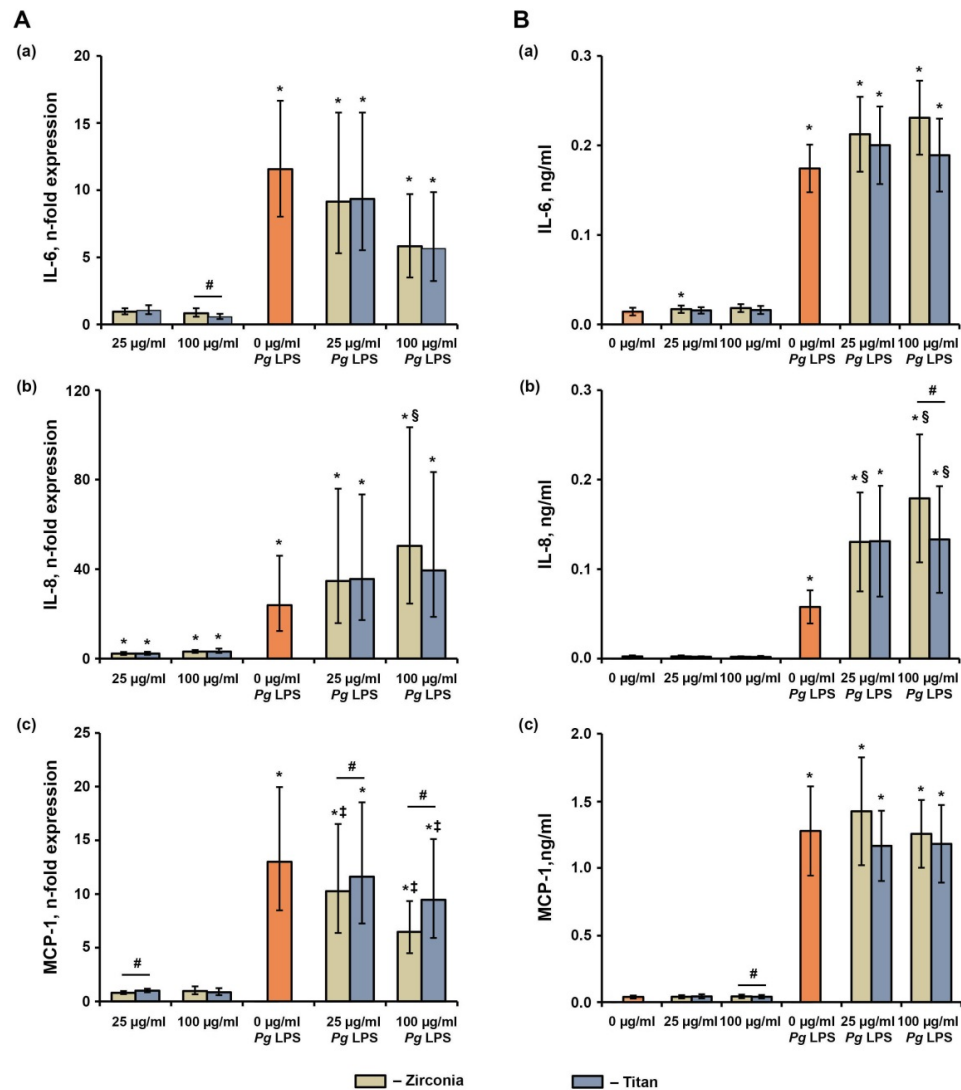 A
B
(a)
IL-6, n-fold expression
20
15
10
5
0
#
*
* *
* *
25 µg/ml 100 µg/ml 0 µg/ml 25 µg/ml 100 µg/ml
Pg LPS Pg LPS Pg LPS
(a)
IL-6, ng/ml
0.3
0.2
0.1
0.0
*
*
* *
* *
0 µg/ml 25 µg/ml 100 µg/ml 0 µg/ml 25 µg/ml 100 µg/ml
Pg LPS Pg LPS Pg LPS
(b)
IL-8, n-fold expression
120
80
40
0
* *
* *
*
* *
* § *
25 µg/ml 100 µg/ml 0 µg/ml 25 µg/ml 100 µg/ml
Pg LPS Pg LPS Pg LPS
(b)
IL-8, ng/ml
0.3
0.2
0.1
0.0
*
* § *
#
* § * §
0 µg/ml 25 µg/ml 100 µg/ml 0 µg/ml 25 µg/ml 100 µg/ml
Pg LPS Pg LPS Pg LPS
(c)
MCP-1, n-fold expression
25
20
15
10
5
0
#
*
#
*‡ *
#
*‡ *‡
25 µg/ml 100 µg/ml 0 µg/ml 25 µg/ml 100 µg/ml
Pg LPS Pg LPS Pg LPS
(c)
MCP-1,ng/ml
2.0
1.5
1.0
0.5
0.0
#
*
* *
* *
0 µg/ml 25 µg/ml 100 µg/ml 0 µg/ml 25 µg/ml 100 µg/ml
Pg LPS Pg LPS Pg LPS
– Zirconia – Titan